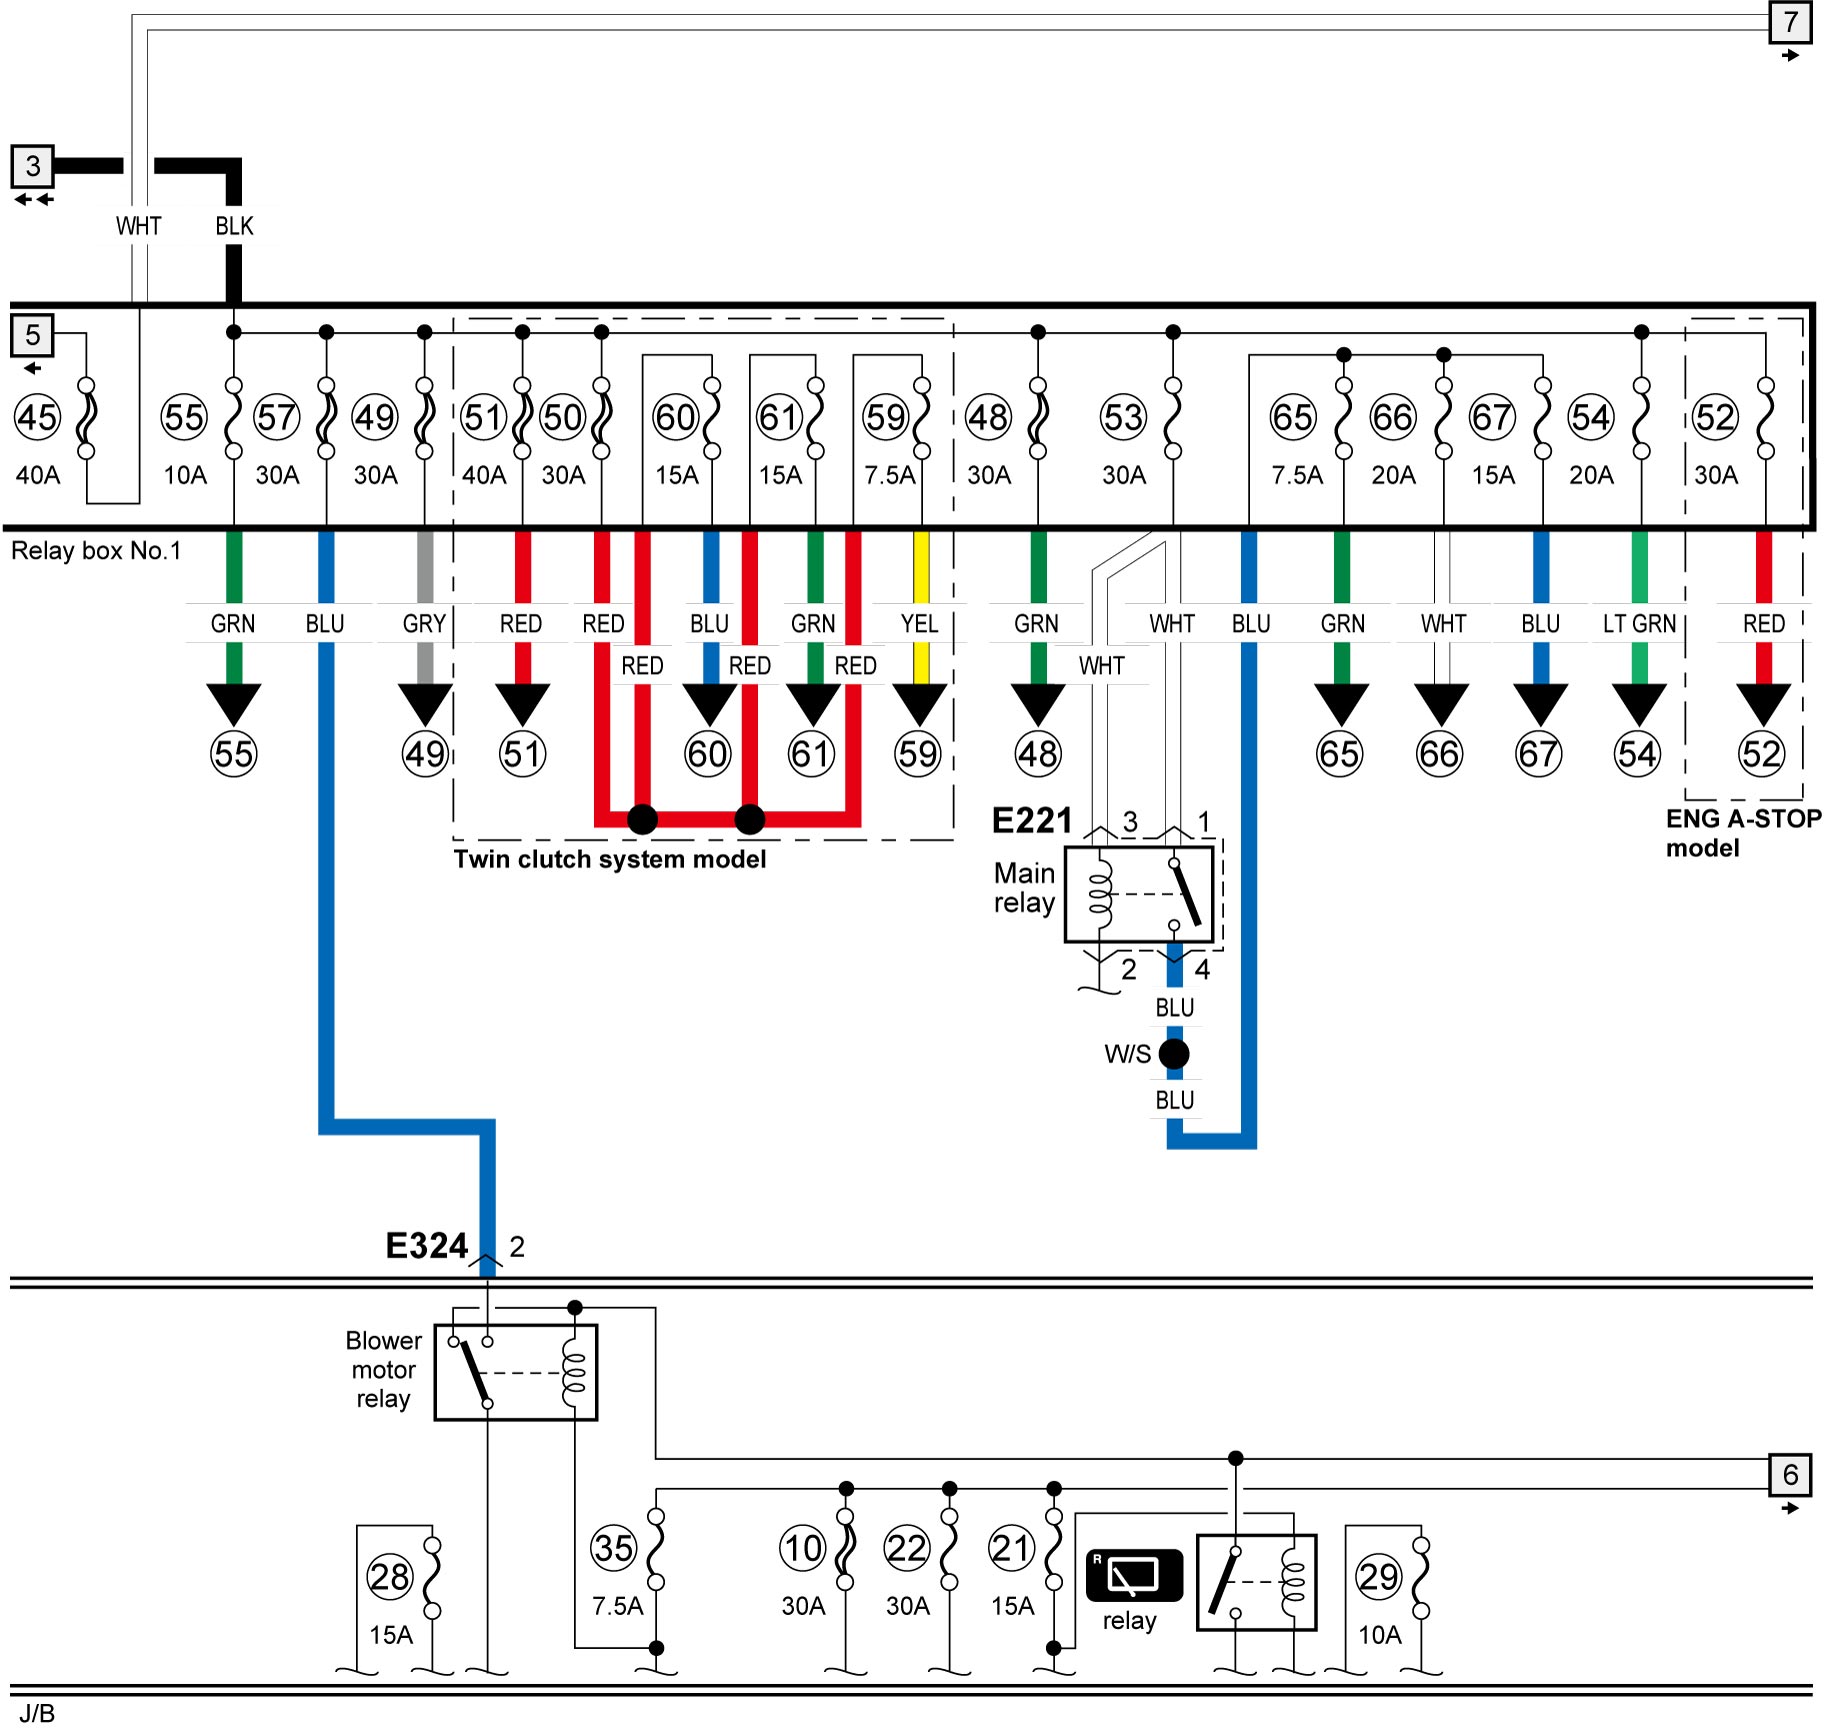 7
3
WHT
BLK
5
45
55
57
49
51
50
60
61
59
48
53
65
66
67
54
52
40A
10A
30A
30A
40A
30A
15A
15A
7.5A
30A
30A
7.5A
20A
15A
20A
30A
Relay box No.1
GRN
BLU
GRY
RED
RED
BLU
GRN
YEL
GRN
WHT
BLU
GRN
WHT
BLU
LT GRN
RED
RED
RED
RED
WHT
55
49
51
60
61
59
48
65
66
67
54
52
Twin clutch system model
ENG A-STOP
model
E221
3
1
Main
relay
2
4
BLU
W/S
BLU
E324
2
Blower
motor
relay
6
28
15A
35
7.5A
10
30A
22
30A
21
15A
R
relay
29
10A
J/B